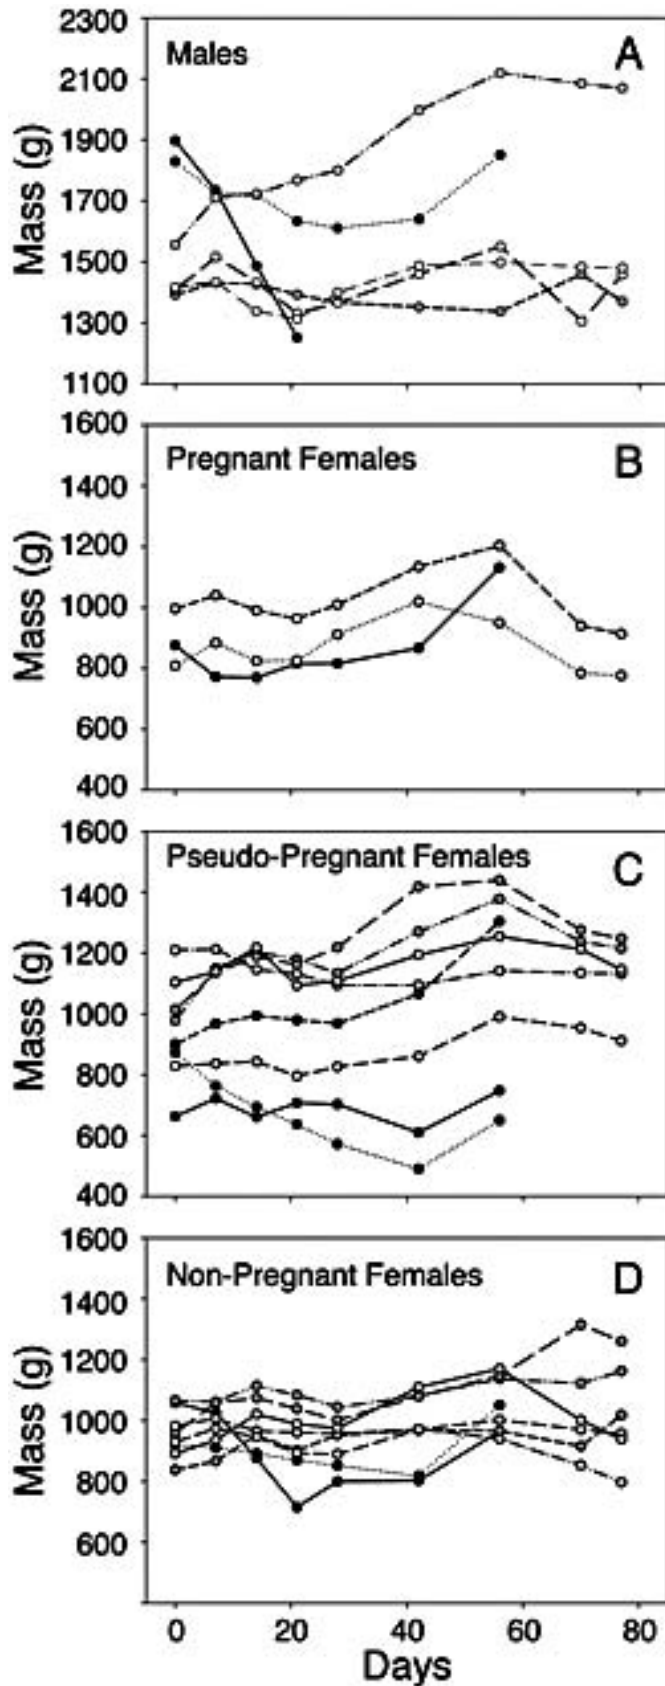 2300
Males
A
2100
1900
1700
1500
1300
1100
Mass (g)
1600
Pregnant Females
B
1400
1200
1000
800
600
400
Mass (g)
1600
Pseudo-Pregnant Females
C
1400
1200
1000
800
600
400
Mass (g)
1600
Non-Pregnant Females
D
1400
1200
1000
800
600
Mass (g)
0 20 40 60 80
Days